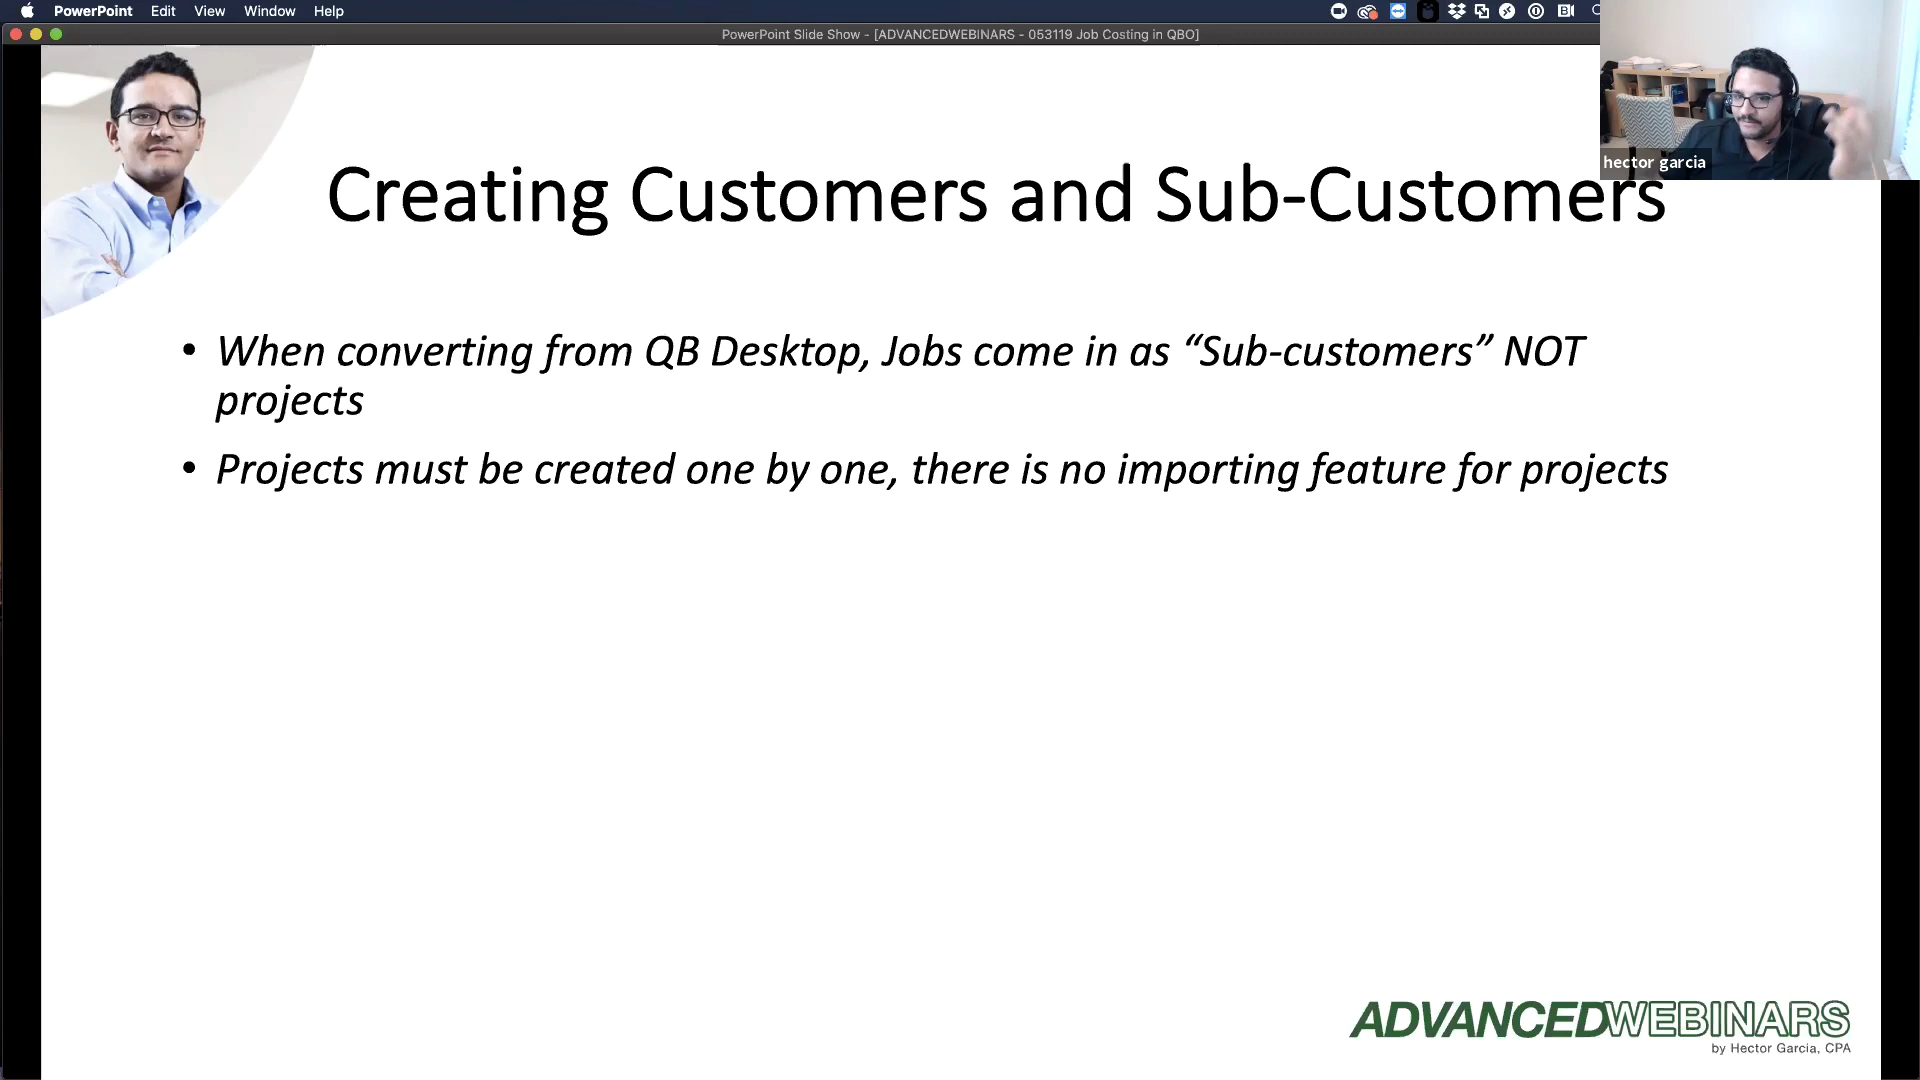 PowerPoint Edit View Window Help
PowerPoint Slide Show - [ADVANCEDWEBINARS - 053119 Job Costing in QBO]
hector garcia
Creating Customers and Sub-Customers
• When converting from QB Desktop, Jobs come in as “Sub-customers” NOT
projects
• Projects must be created one by one, there is no importing feature for projects
ADVANCEDWEBINARS
by Hector Garcia, CPA